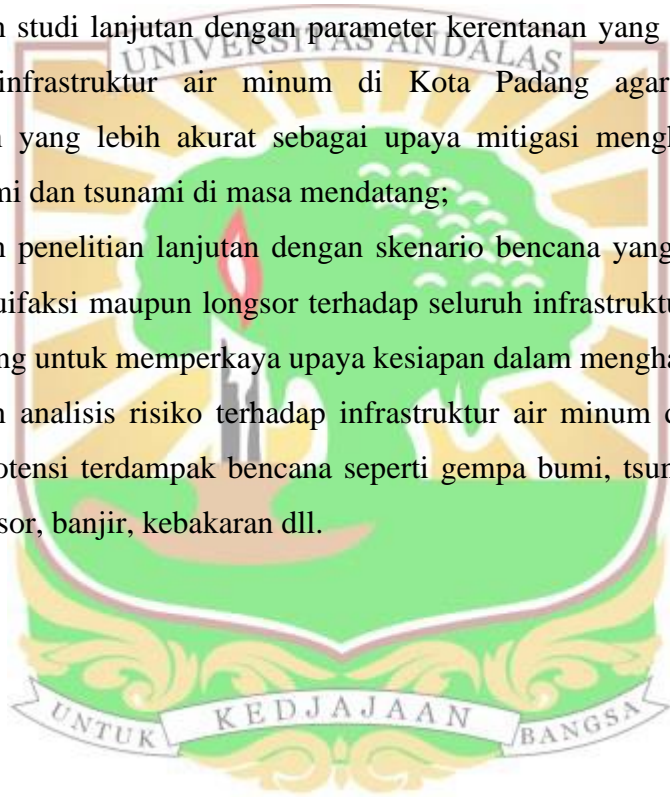 n studi lanjutan dengan parameter kerentanan yang
UNIVERSITAS ANDALAS
infrastruktur air minum di Kota Padang agar
n yang lebih akurat sebagai upaya mitigasi mengh
mi dan tsunami di masa mendatang;
n penelitian lanjutan dengan skenario bencana yang
uifaksi maupun longsor terhadap seluruh infrastruktu
ng untuk memperkaya upaya kesiapan dalam mengha
n analisis risiko terhadap infrastruktur air minum d
otensi terdampak bencana seperti gempa bumi, tsun
sor, banjir, kebakaran dll.
UNTUK KEDJAJAAN BANGSA